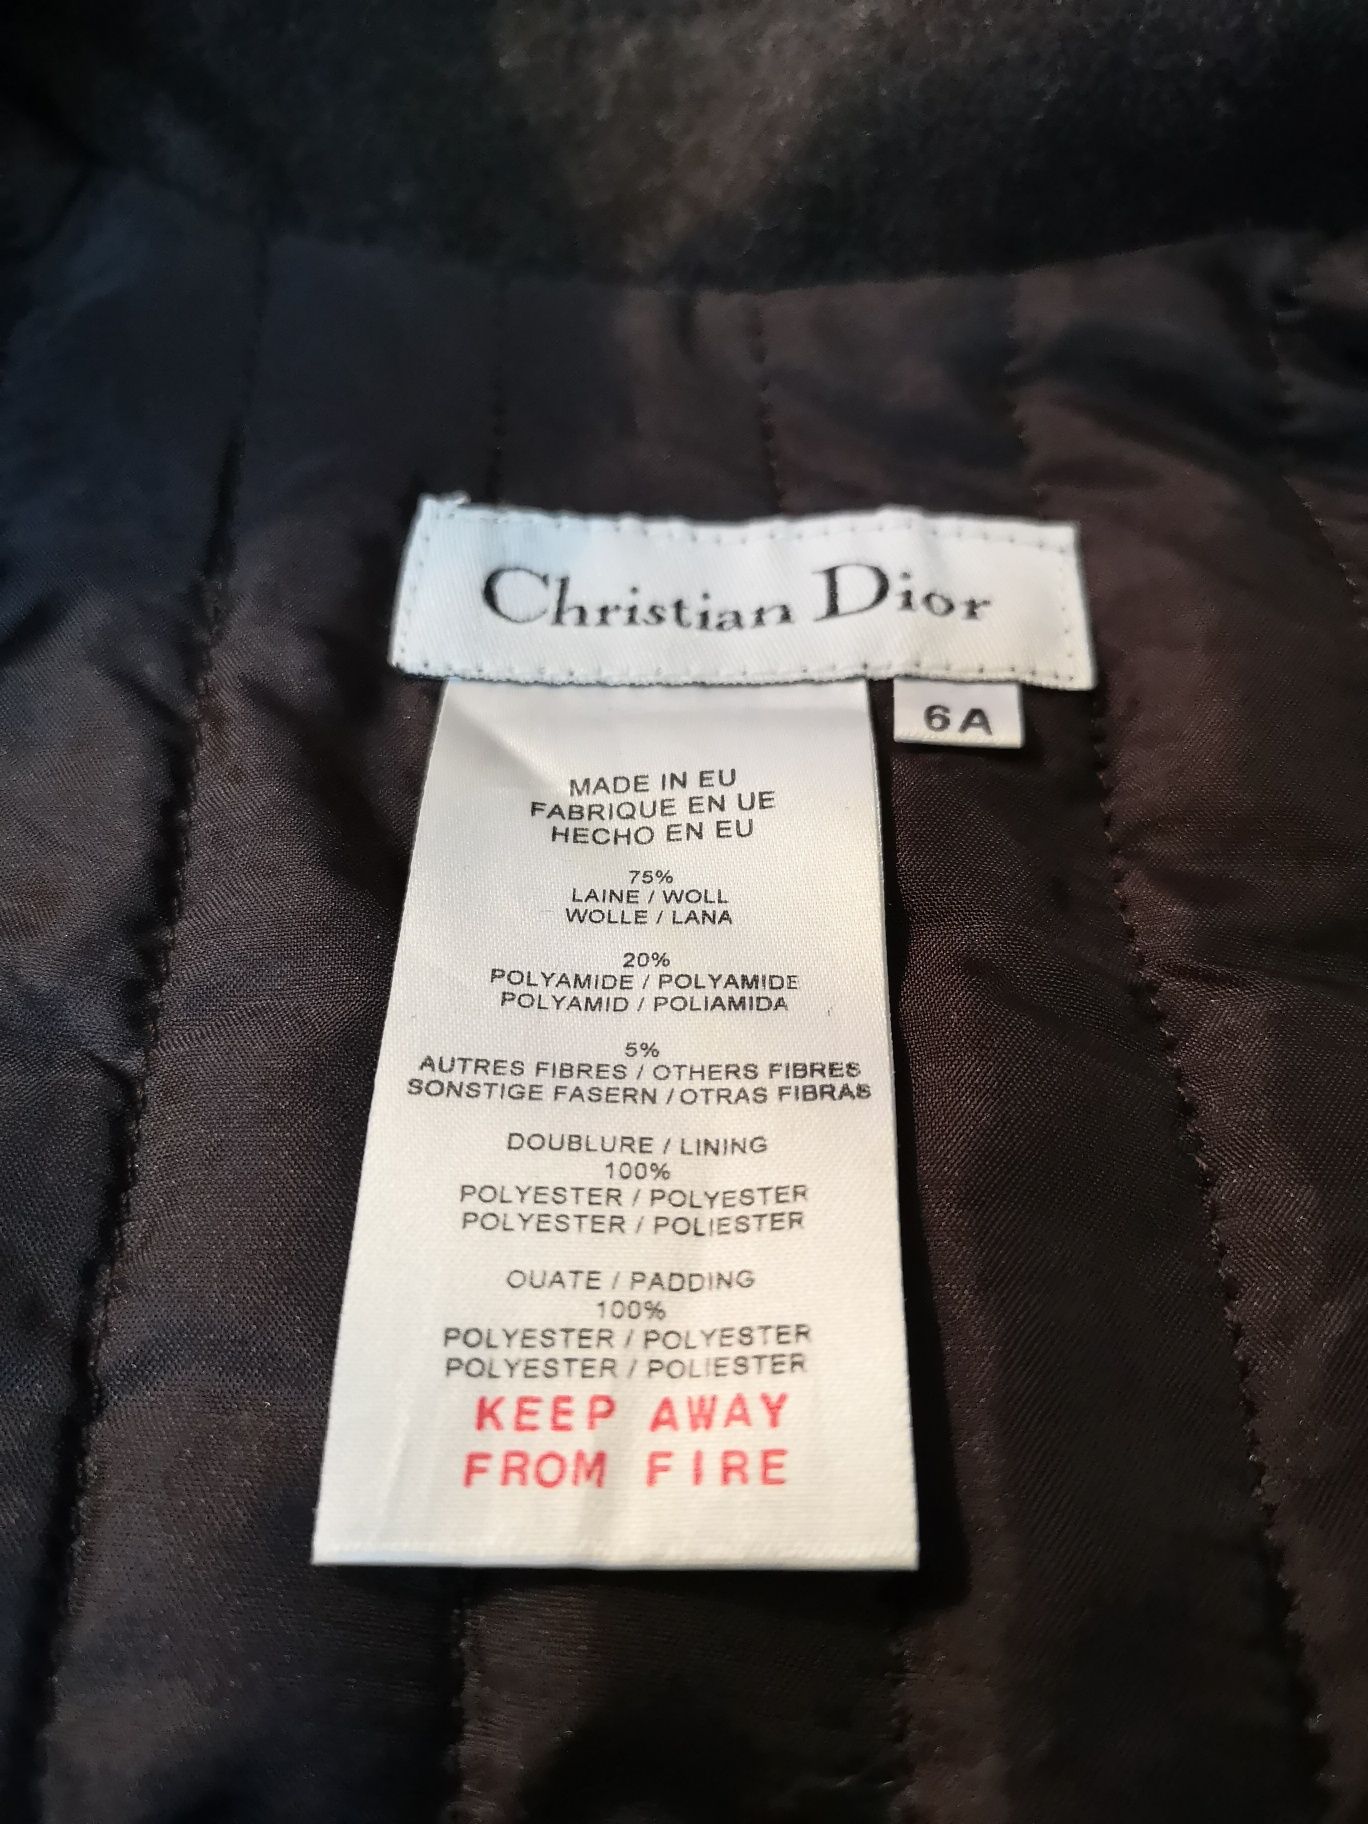 Christian Dior
6A
MADE IN EU
FABRIQUE EN UE
HECHO EN EU
75%
LAINE / WOLL
WOLLE / LANA
20%
POLYAMIDE / POLYAMIDE
POLYAMID / POLIAMIDA
5%
AUTRES FIBRES / OTHERS FIBRES
SONSTIGE FASERN / OTRAS FIBRAS
DOUBLURE / LINING
100%
POLYESTER / POLYESTER
POLYESTER / POLIESTER
OUATE / PADDING
100%
POLYESTER / POLYESTER
POLYESTER / POLIESTER
KEEP AWAY
FROM FIRE